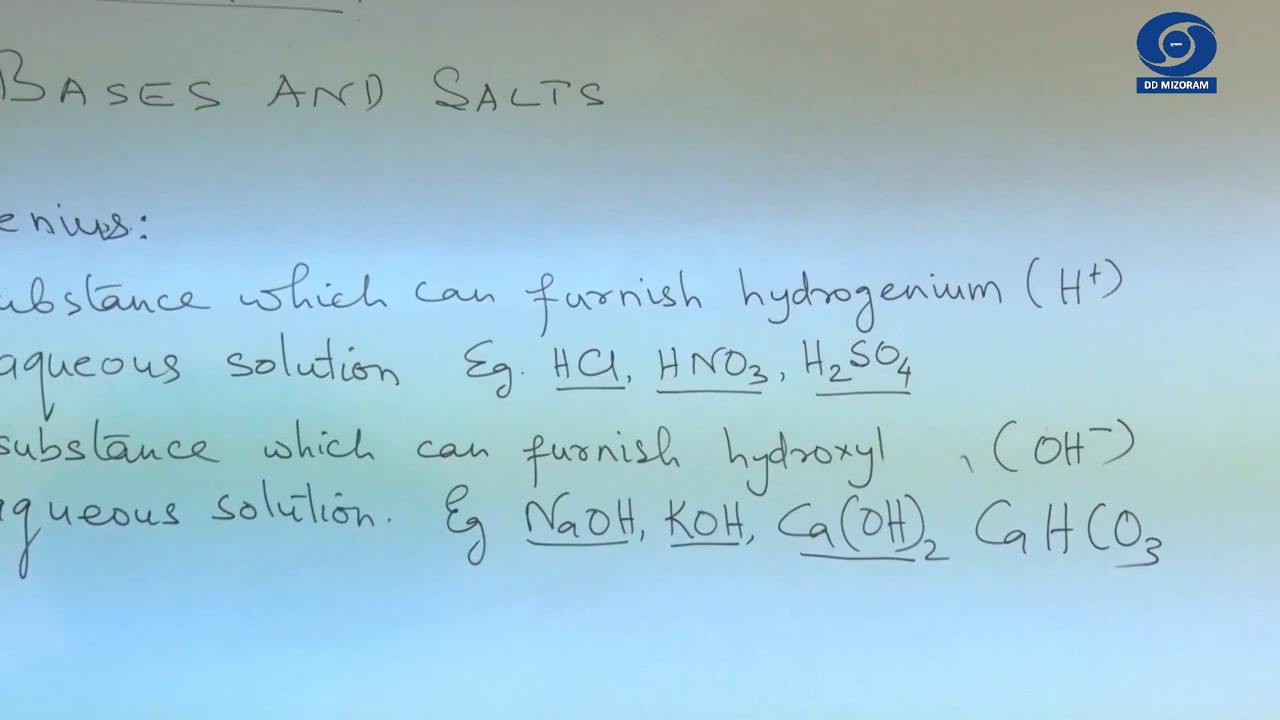 BASES AND SALTS
DD MIZORAM
enius:
ubstance which can furnish hydrogenium (H⁺)
aqueous solution Eg. HCl, HNO₃, H₂SO₄
substance which can furnish hydroxyl , (OH⁻)
queous solution. Eg NaOH, KOH, Ca(OH)₂ CaHCO₃